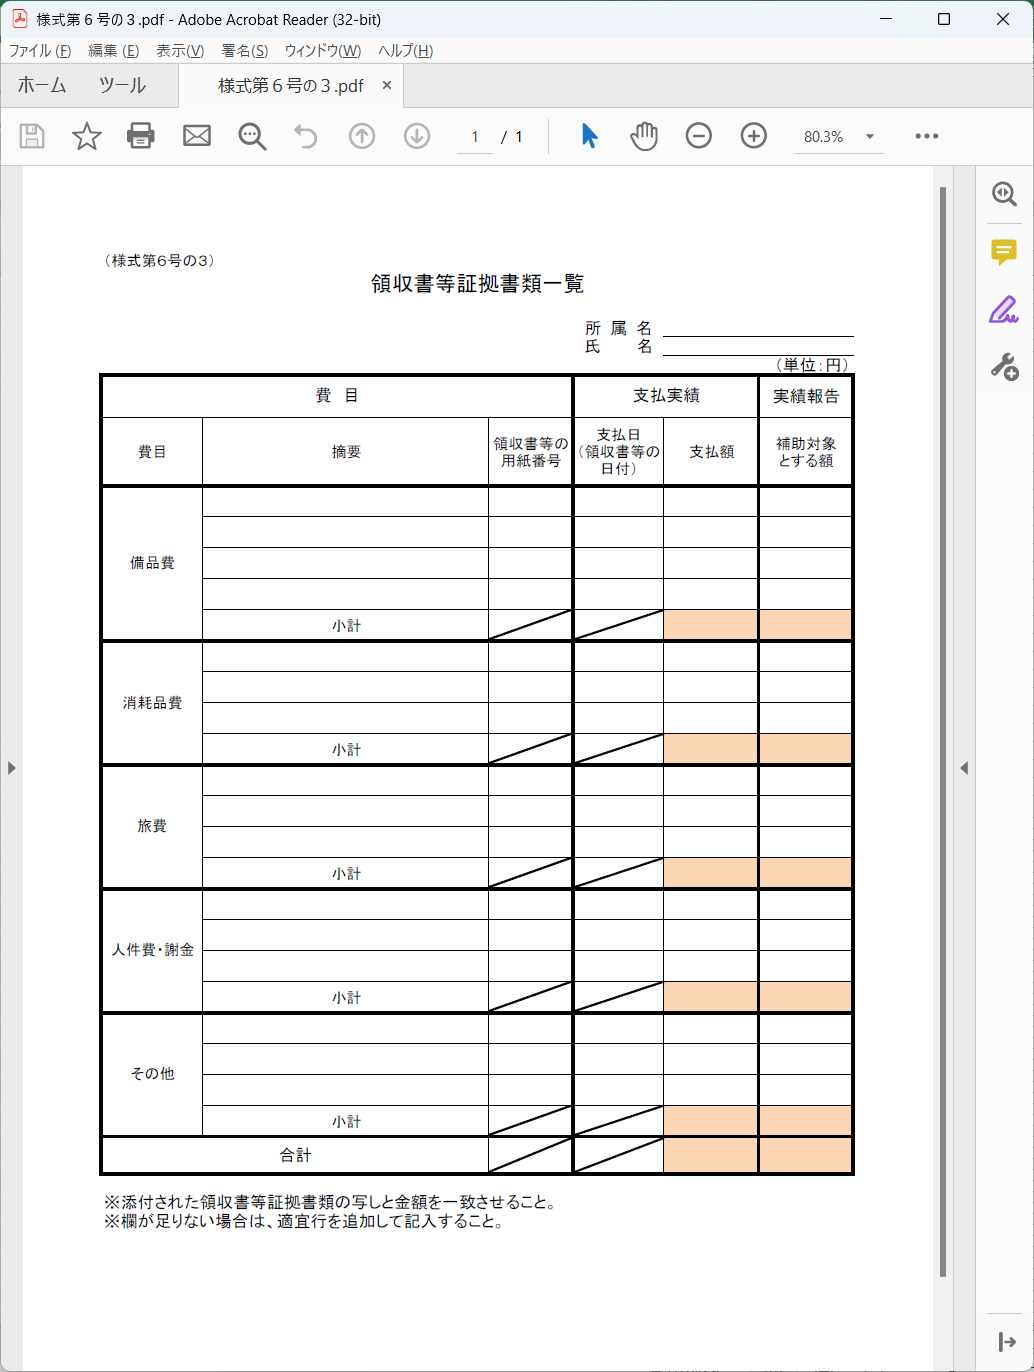 様式第６号の３.pdf - Adobe Acrobat Reader (32-bit)
ファイル(F) 編集(E) 表示(V) 署名(S) ウィンドウ(W) ヘルプ(H)
ホーム ツール 様式第６号の３.pdf ×
1 / 1 80.3%
（様式第６号の３）
領収書等証拠書類一覧
所 属 名
氏 名
（単位：円）
費 目 支払実績 実績報告
費目 摘要 領収書等の用紙番号 支払日（領収書等の日付） 支払額 補助対象とする額
備品費
小計
消耗品費
小計
旅費
小計
人件費・謝金
小計
その他
小計
合計
※添付された領収書等証拠書類の写しと金額を一致させること。
※欄が足りない場合は、適宜行を追加して記入すること。